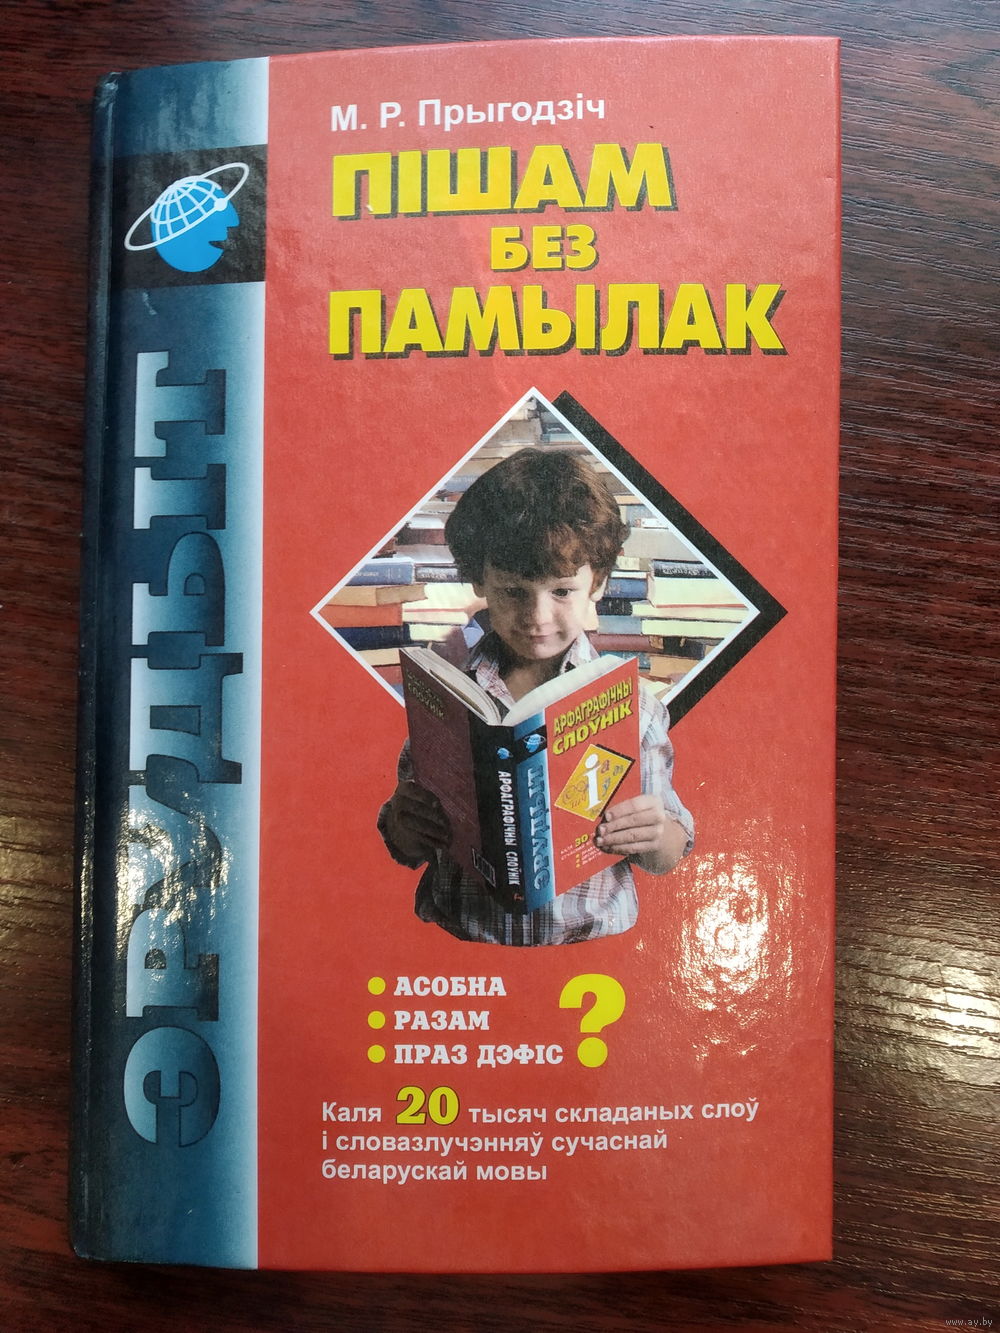 М. Р. Прыгодзіч
ПІШАМ
БЕЗ
ПАМЫЛАК
ЭРУДЫТ
АРФАГРАФІЧНЫ
СЛОЎНІК
ЭРУДЫТ
АРФАГРАФІЧНЫ СЛОЎНІК
• АСОБНА
• РАЗАМ
• ПРАЗ ДЭФІС
?
Каля 20 тысяч складаных слоў
і словазлучэнняў сучаснай
беларускай мовы
www.ay.by